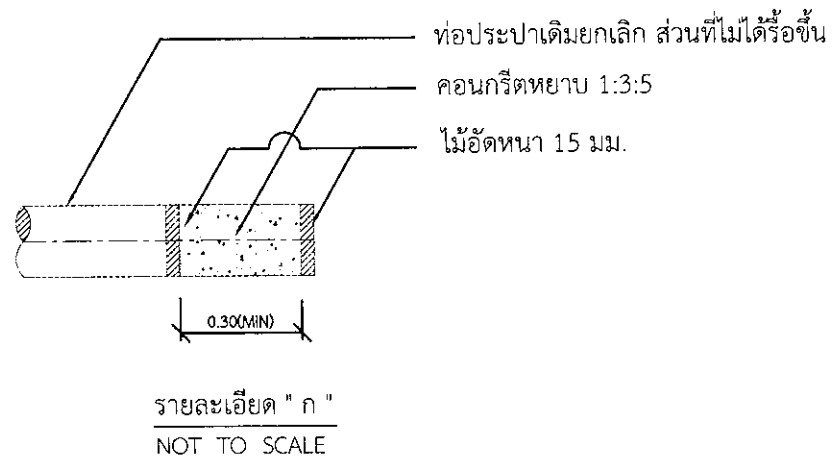 ท่อประปาเดิมยกเลิก ส่วนที่ไม่ได้รื้อขึ้น
คอนกรีตหยาบ 1:3:5
ไม้อัดหนา 15 มม.
0.30(MIN)
รายละเอียด " ก "
NOT TO SCALE